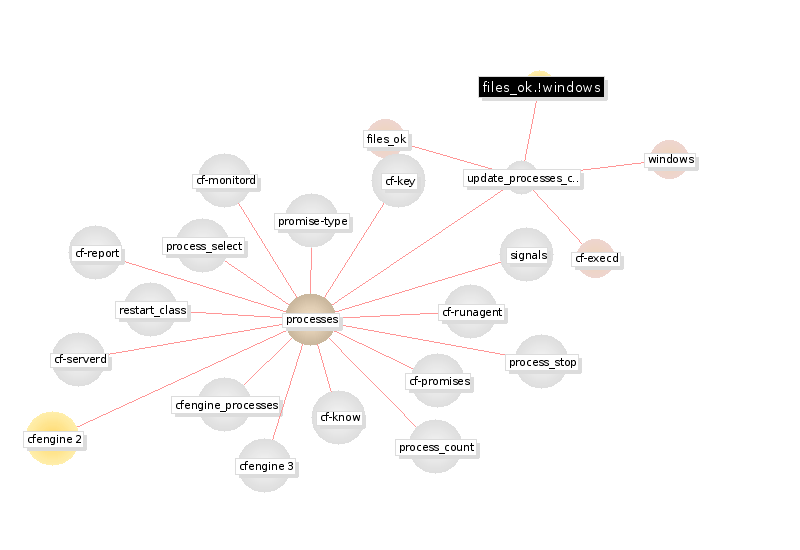 files_ok.!windows
files_ok
windows
cf-monitord
cf-key
update_processes_c..
promise-type
process_select
cf-report
signals
cf-execd
restart_class
processes
cf-runagent
cf-serverd
process_stop
cf-promises
cfengine_processes
cf-know
cfengine 2
process_count
cfengine 3